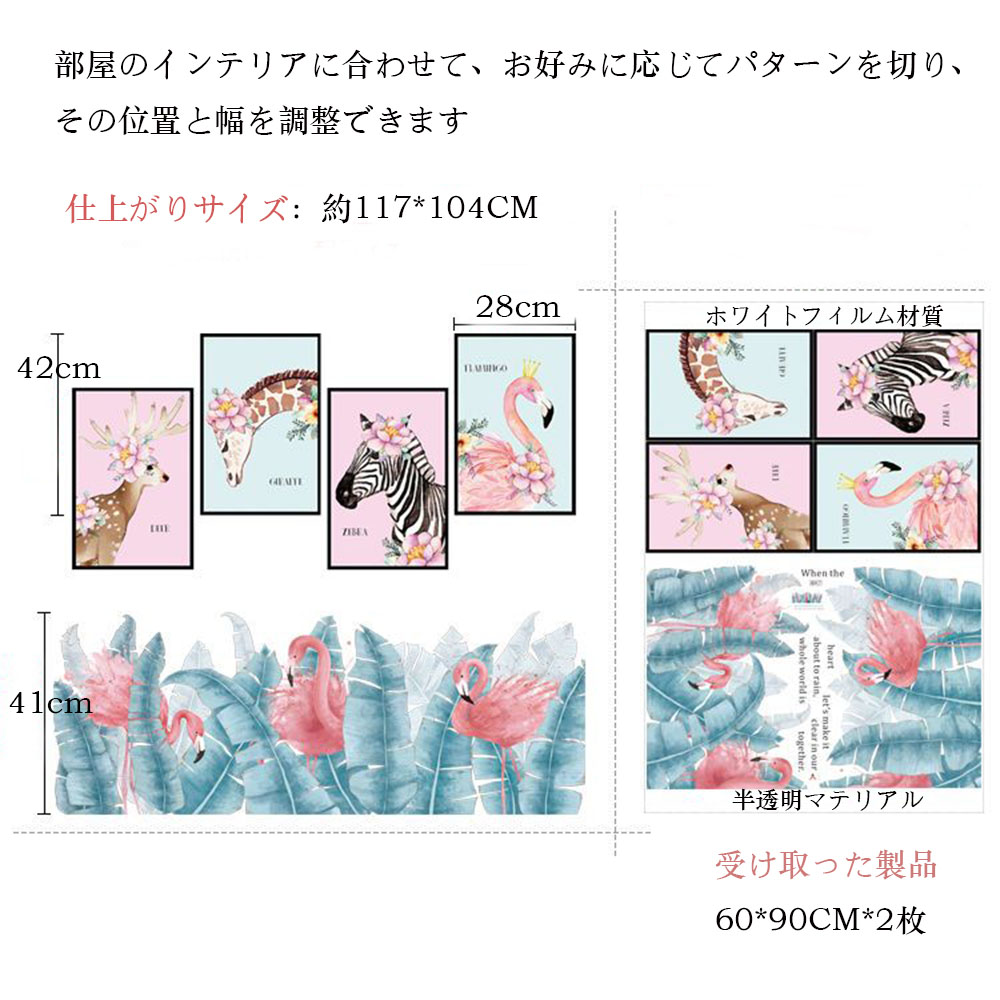 部屋のインテリアに合わせて、お好みに応じてパターンを切り、
その位置と幅を調整できます
仕上がりサイズ: 約117*104CM
28cm
42cm
DEER
GIRAFFE
ZEBRA
FLAMINGO
41cm
ホワイトフィルム材質
GIRAFFE
ZEBRA
DEER
FLAMINGO
When the
heart
about to rain,
whole world is
let's make it
clear in our
together.
半透明マテリアル
受け取った製品
60*90CM*2枚